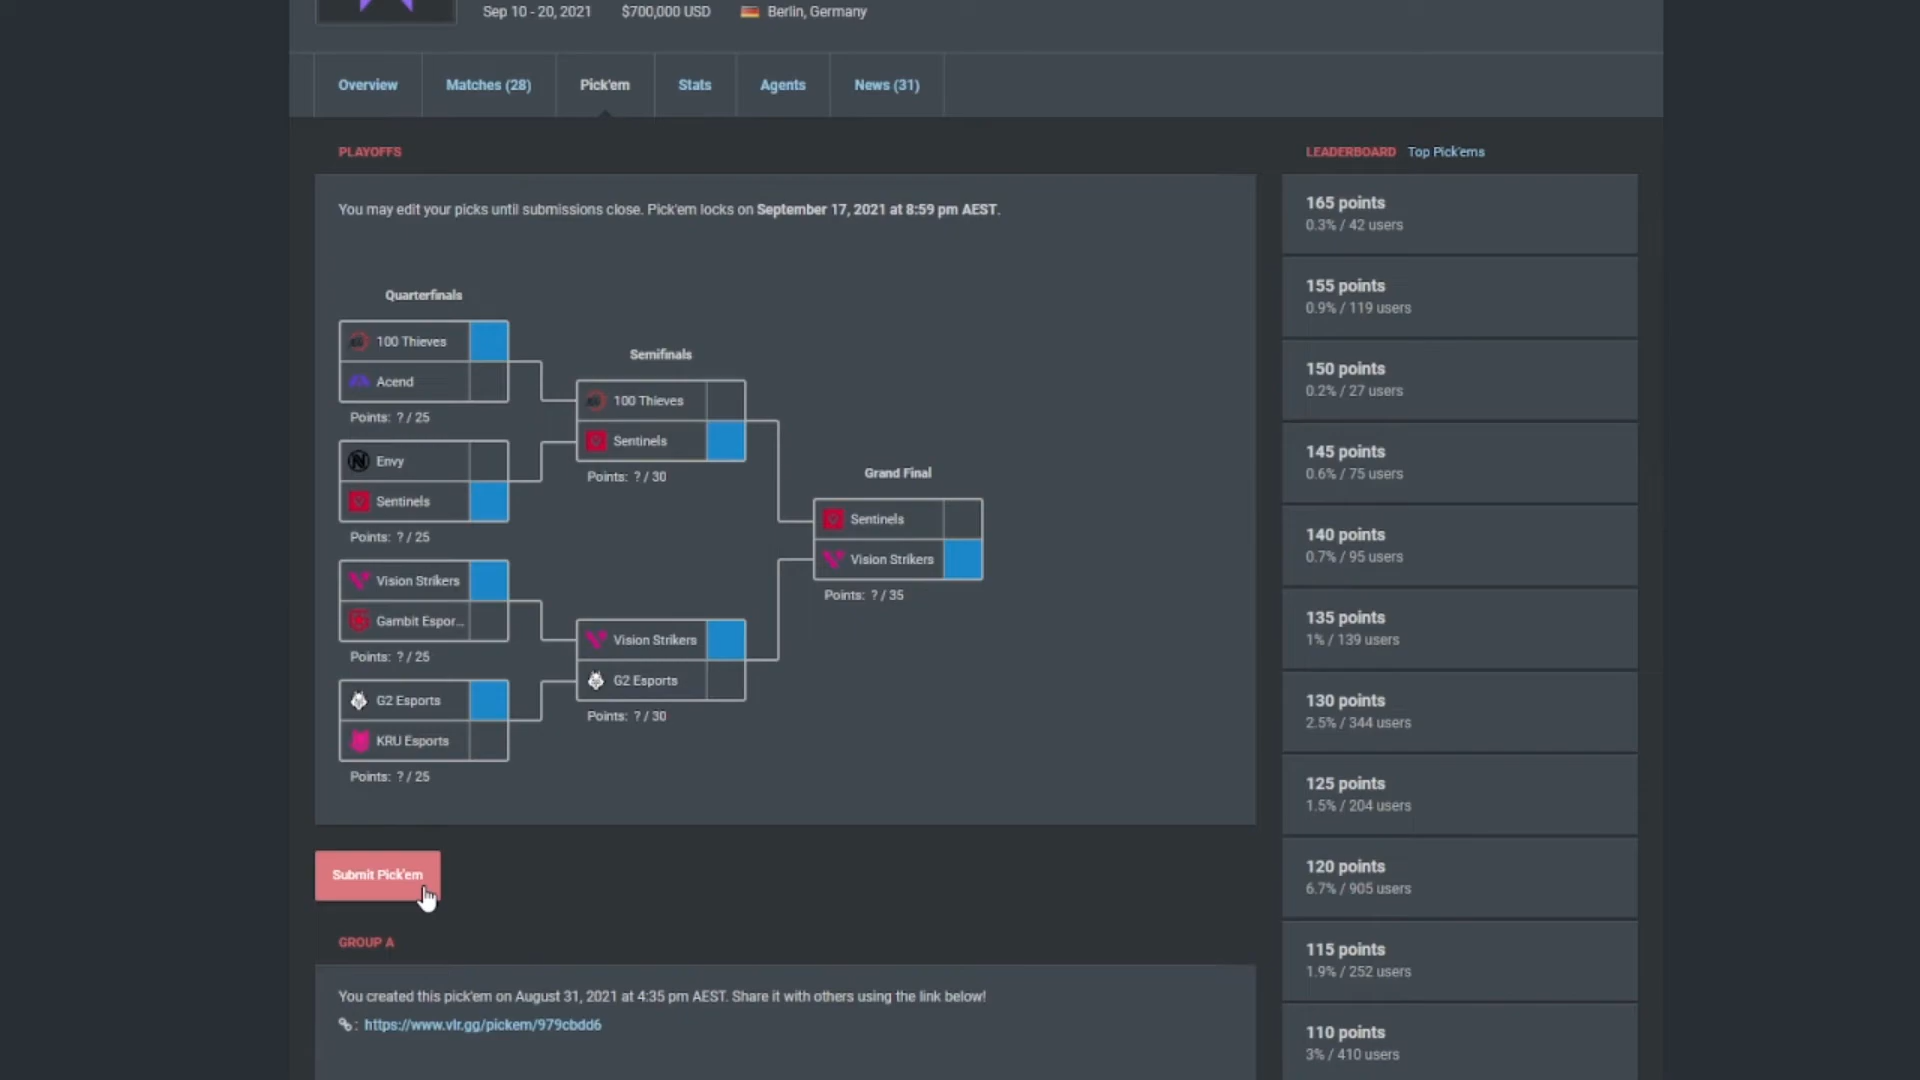 Sep 10 - 20, 2021 $700,000 USD Berlin, Germany
Overview Matches (28) Pick'em Stats Agents News (31)
PLAYOFFS
You may edit your picks until submissions close. Pick'em locks on September 17, 2021 at 8:59 pm AEST.
Quarterfinals
100 Thieves
Acend
Points: ? / 25
Envy
Sentinels
Points: ? / 25
Vision Strikers
Gambit Espor...
Points: ? / 25
G2 Esports
KRU Esports
Points: ? / 25
Semifinals
100 Thieves
Sentinels
Points: ? / 30
Vision Strikers
G2 Esports
Points: ? / 30
Grand Final
Sentinels
Vision Strikers
Points: ? / 35
Submit Pick'em
GROUP A
You created this pick'em on August 31, 2021 at 4:35 pm AEST. Share it with others using the link below!
: https://www.vlr.gg/pickem/979cbdd6
LEADERBOARD Top Pick'ems
165 points
0.3% / 42 users
155 points
0.9% / 119 users
150 points
0.2% / 27 users
145 points
0.6% / 75 users
140 points
0.7% / 95 users
135 points
1% / 139 users
130 points
2.5% / 344 users
125 points
1.5% / 204 users
120 points
6.7% / 905 users
115 points
1.9% / 252 users
110 points
3% / 410 users